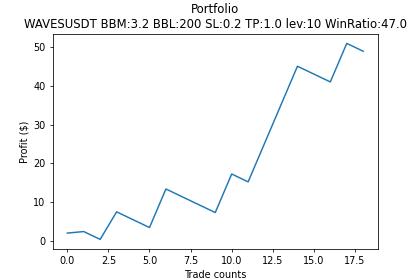 Portfolio
WAVESUSDT BBM:3.2 BBL:200 SL:0.2 TP:1.0 lev:10 WinRatio:47.0
50
40
30
20
10
0
Profit ($)
0.0 2.5 5.0 7.5 10.0 12.5 15.0 17.5
Trade counts